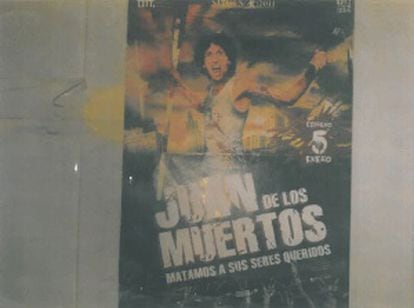 ESTRENO
5
ENERO
JUAN DE LOS
MUERTOS
MATAMOS A SUS SERES QUERIDOS